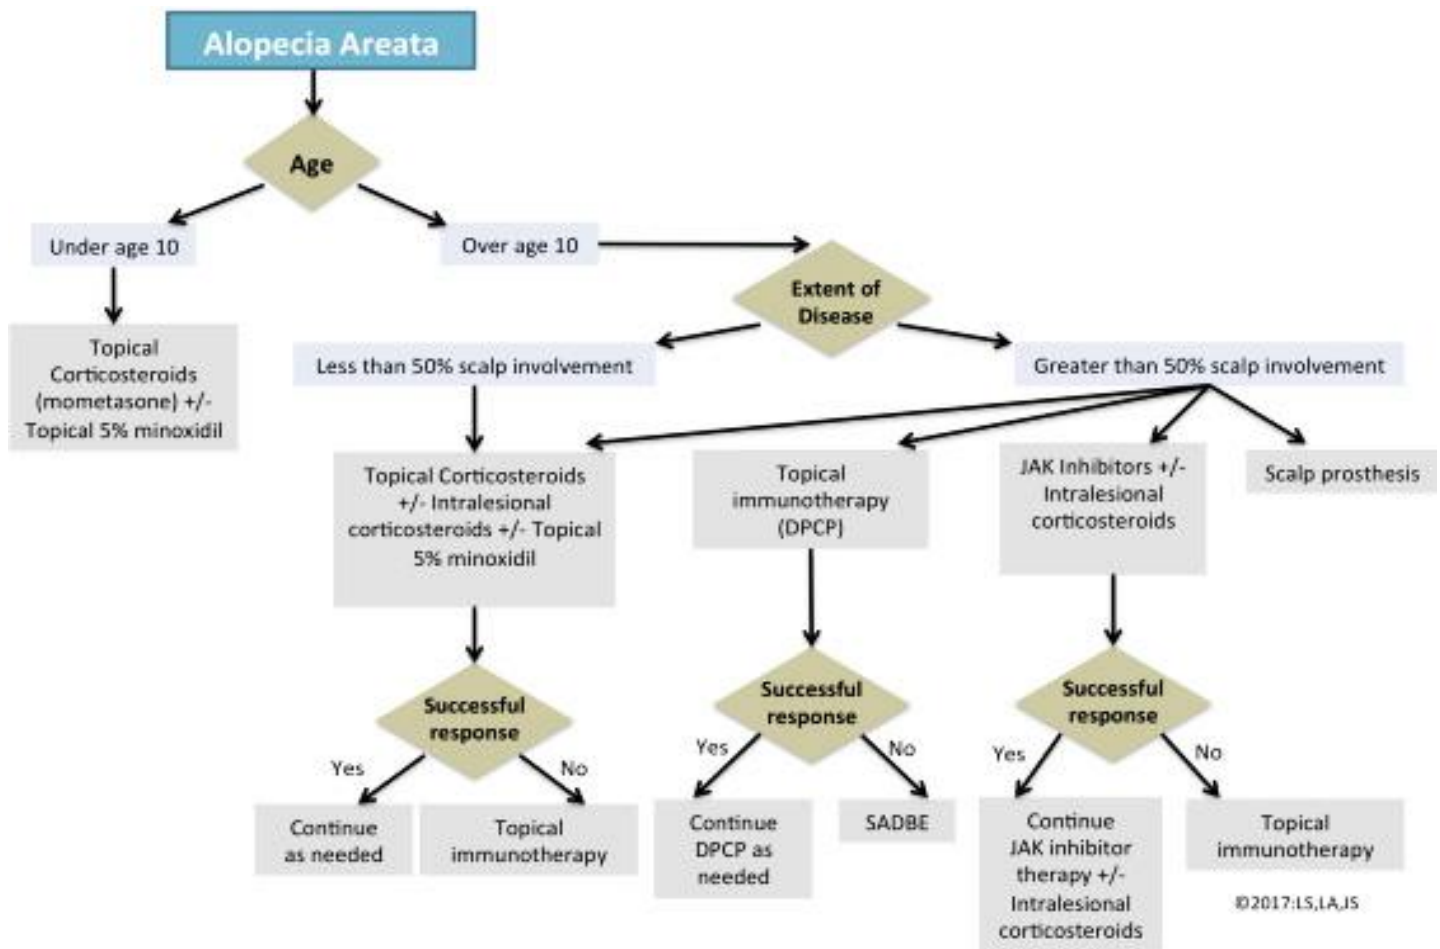 Alopecia Areata
Age
Under age 10
Over age 10
Extent of
Disease
Less than 50% scalp involvement
Greater than 50% scalp involvement
Topical
Corticosteroids
(mometasone) +/-
Topical 5% minoxidil
Topical Corticosteroids
+/- Intralesional
corticosteroids +/- Topical
5% minoxidil
Topical
immunotherapy
(DPCP)
JAK Inhibitors +/-
Intralesional
corticosteroids
Scalp prosthesis
Successful
response
Yes
No
Continue
as needed
Topical
immunotherapy
Successful
response
Yes
No
Continue
DPCP as
needed
SADBE
Successful
response
Yes
No
Continue
JAK inhibitor
therapy +/-
Intralesional
corticosteroids
Topical
immunotherapy
©2017:LS,LA,JS